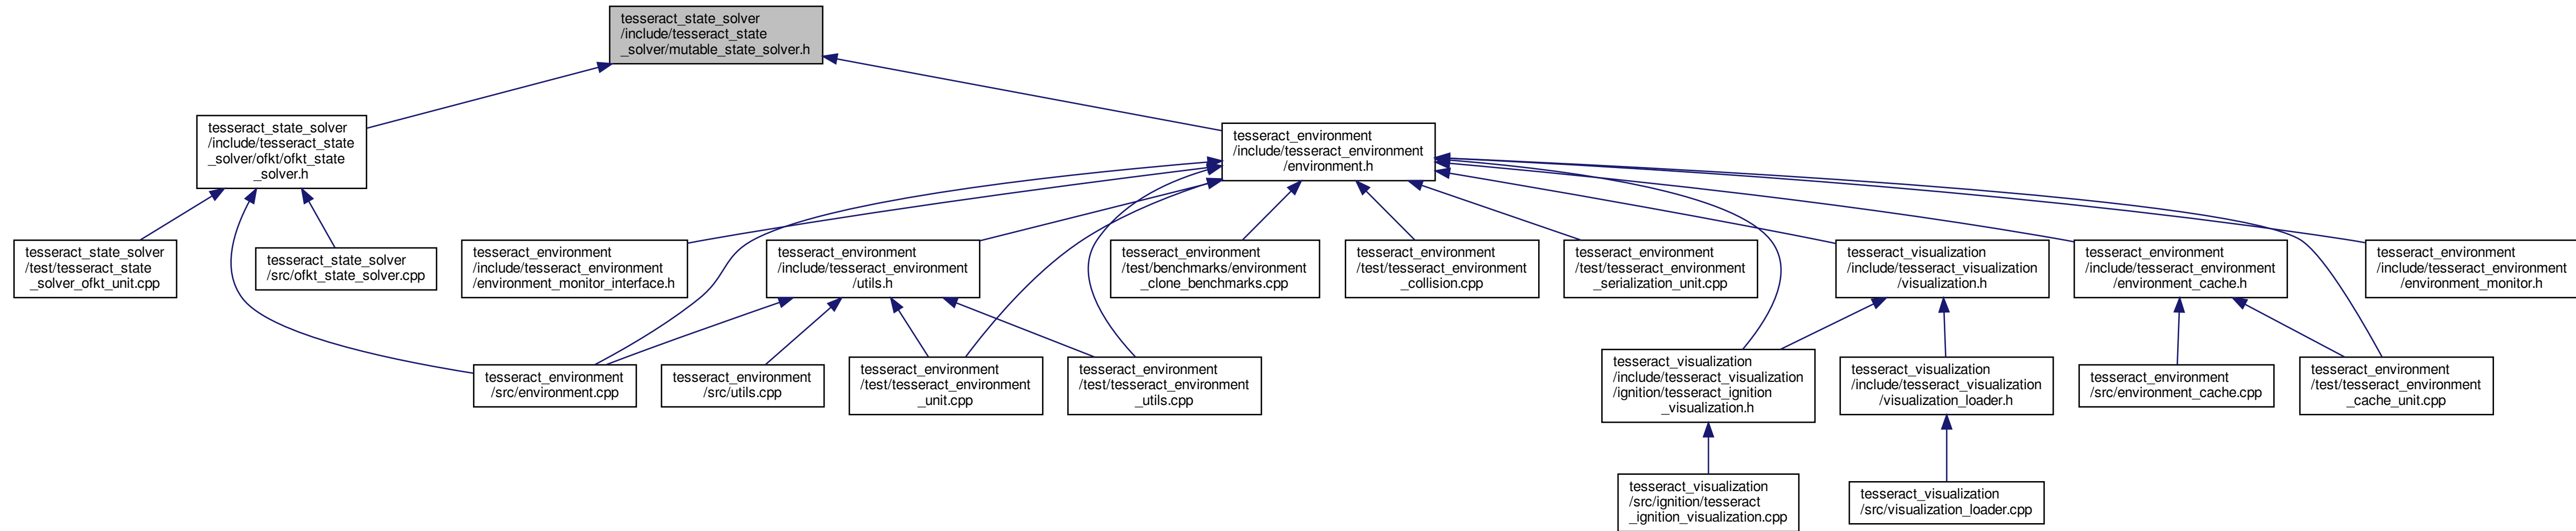 tesseract_state_solver
/include/tesseract_state
_solver/mutable_state_solver.h
tesseract_state_solver
/include/tesseract_state
_solver/ofkt/ofkt_state
_solver.h
tesseract_environment
/include/tesseract_environment
/environment.h
tesseract_state_solver
/test/tesseract_state
_solver_ofkt_unit.cpp
tesseract_state_solver
/src/ofkt_state_solver.cpp
tesseract_environment
/include/tesseract_environment
/environment_monitor_interface.h
tesseract_environment
/include/tesseract_environment
/utils.h
tesseract_environment
/test/benchmarks/environment
_clone_benchmarks.cpp
tesseract_environment
/test/tesseract_environment
_collision.cpp
tesseract_environment
/test/tesseract_environment
_serialization_unit.cpp
tesseract_visualization
/include/tesseract_visualization
/visualization.h
tesseract_environment
/include/tesseract_environment
/environment_cache.h
tesseract_environment
/include/tesseract_environment
/environment_monitor.h
tesseract_environment
/src/environment.cpp
tesseract_environment
/src/utils.cpp
tesseract_environment
/test/tesseract_environment
_unit.cpp
tesseract_environment
/test/tesseract_environment
_utils.cpp
tesseract_visualization
/include/tesseract_visualization
/ignition/tesseract_ignition
_visualization.h
tesseract_visualization
/include/tesseract_visualization
/visualization_loader.h
tesseract_environment
/src/environment_cache.cpp
tesseract_environment
/test/tesseract_environment
_cache_unit.cpp
tesseract_visualization
/src/ignition/tesseract
_ignition_visualization.cpp
tesseract_visualization
/src/visualization_loader.cpp